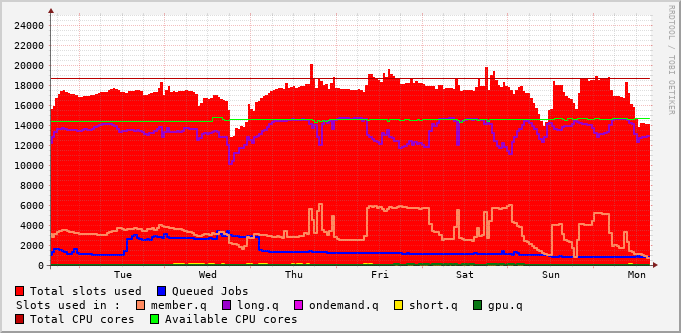 RRDTOOL / TOBI OETIKER
24000
22000
20000
18000
16000
14000
12000
10000
8000
6000
4000
2000
0
Tue Wed Thu Fri Sat Sun Mon
Total slots used Queued Jobs
Slots used in : member.q long.q ondemand.q short.q gpu.q
Total CPU cores Available CPU cores